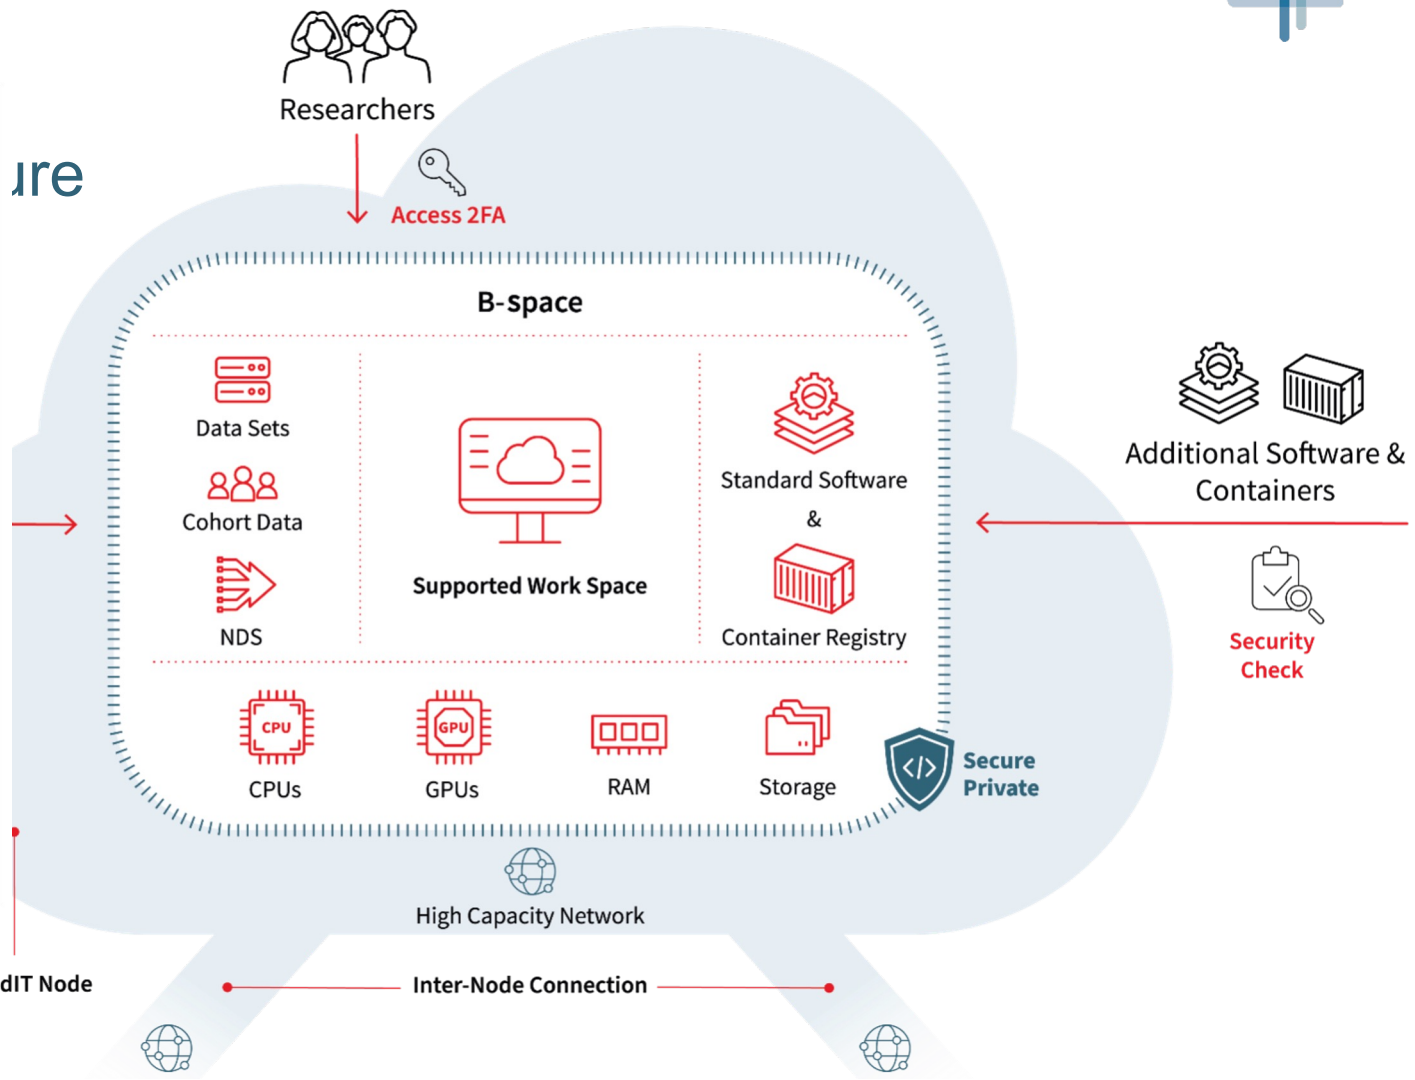 Researchers
ure
Access 2FA
B-space
Data Sets
Cohort Data
NDS
Supported Work Space
Standard Software
&
Container Registry
Additional Software &
Containers
Security
Check
CPU
GPU
CPUs
GPUs
RAM
Storage
</>
Secure
Private
High Capacity Network
dIT Node
Inter-Node Connection